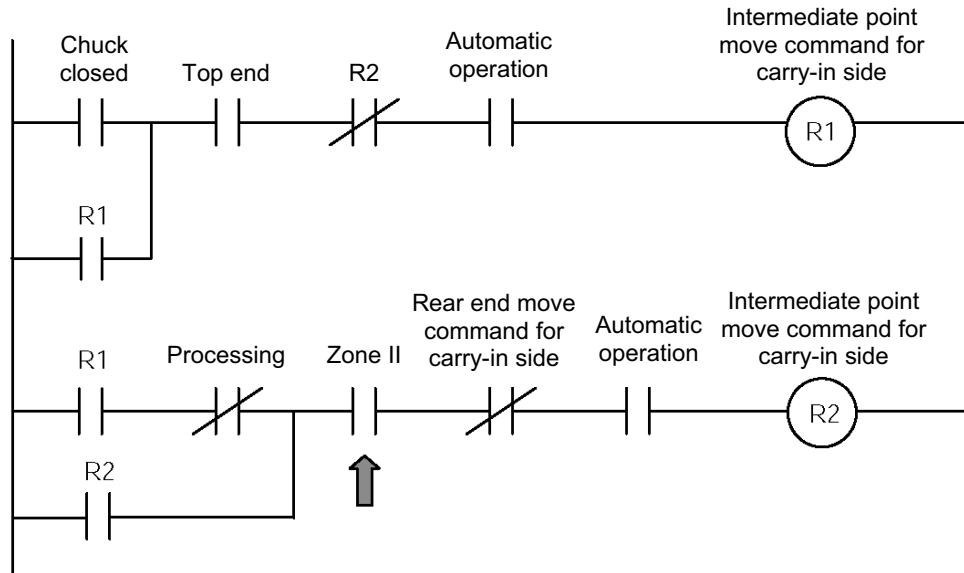 Chuck
closed
Top end
R2
Automatic
operation
Intermediate point
move command for
carry-in side
R1
R1
R1
Processing
Zone II
Rear end move
command for
carry-in side
Automatic
operation
Intermediate point
move command for
carry-in side
R2
R2